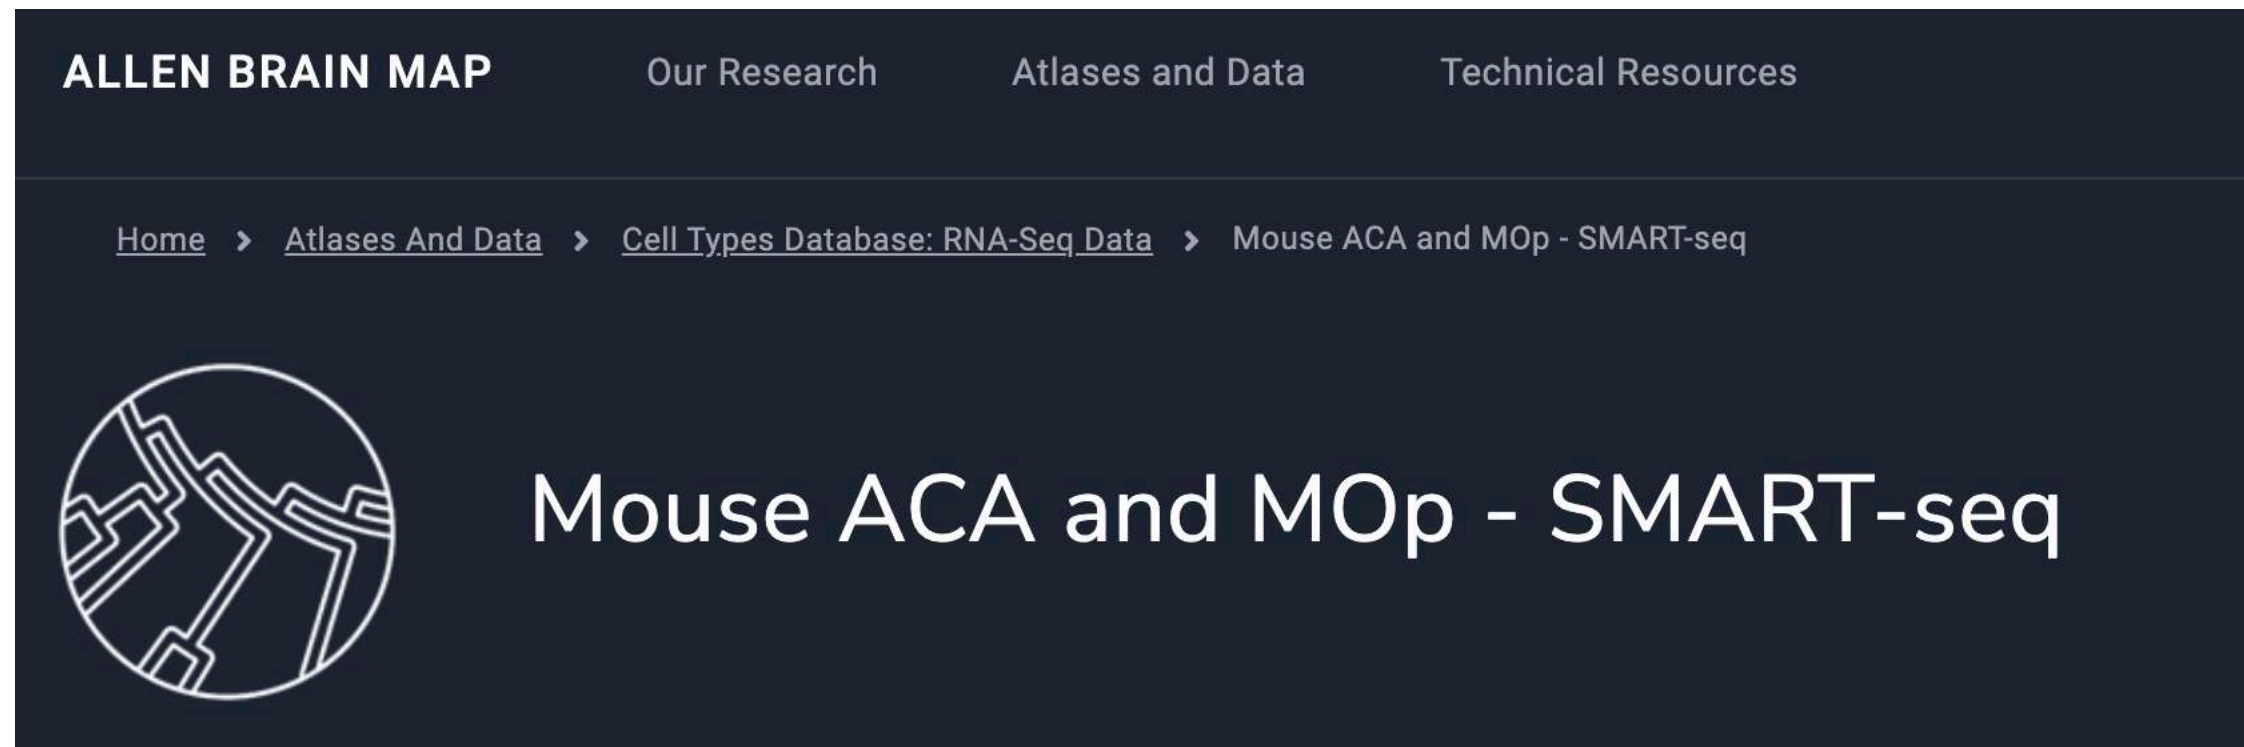 ALLEN BRAIN MAP Our Research Atlases and Data Technical Resources
Home > Atlases And Data > Cell Types Database: RNA-Seq Data > Mouse ACA and MOp - SMART-seq
Mouse ACA and MOp - SMART-seq